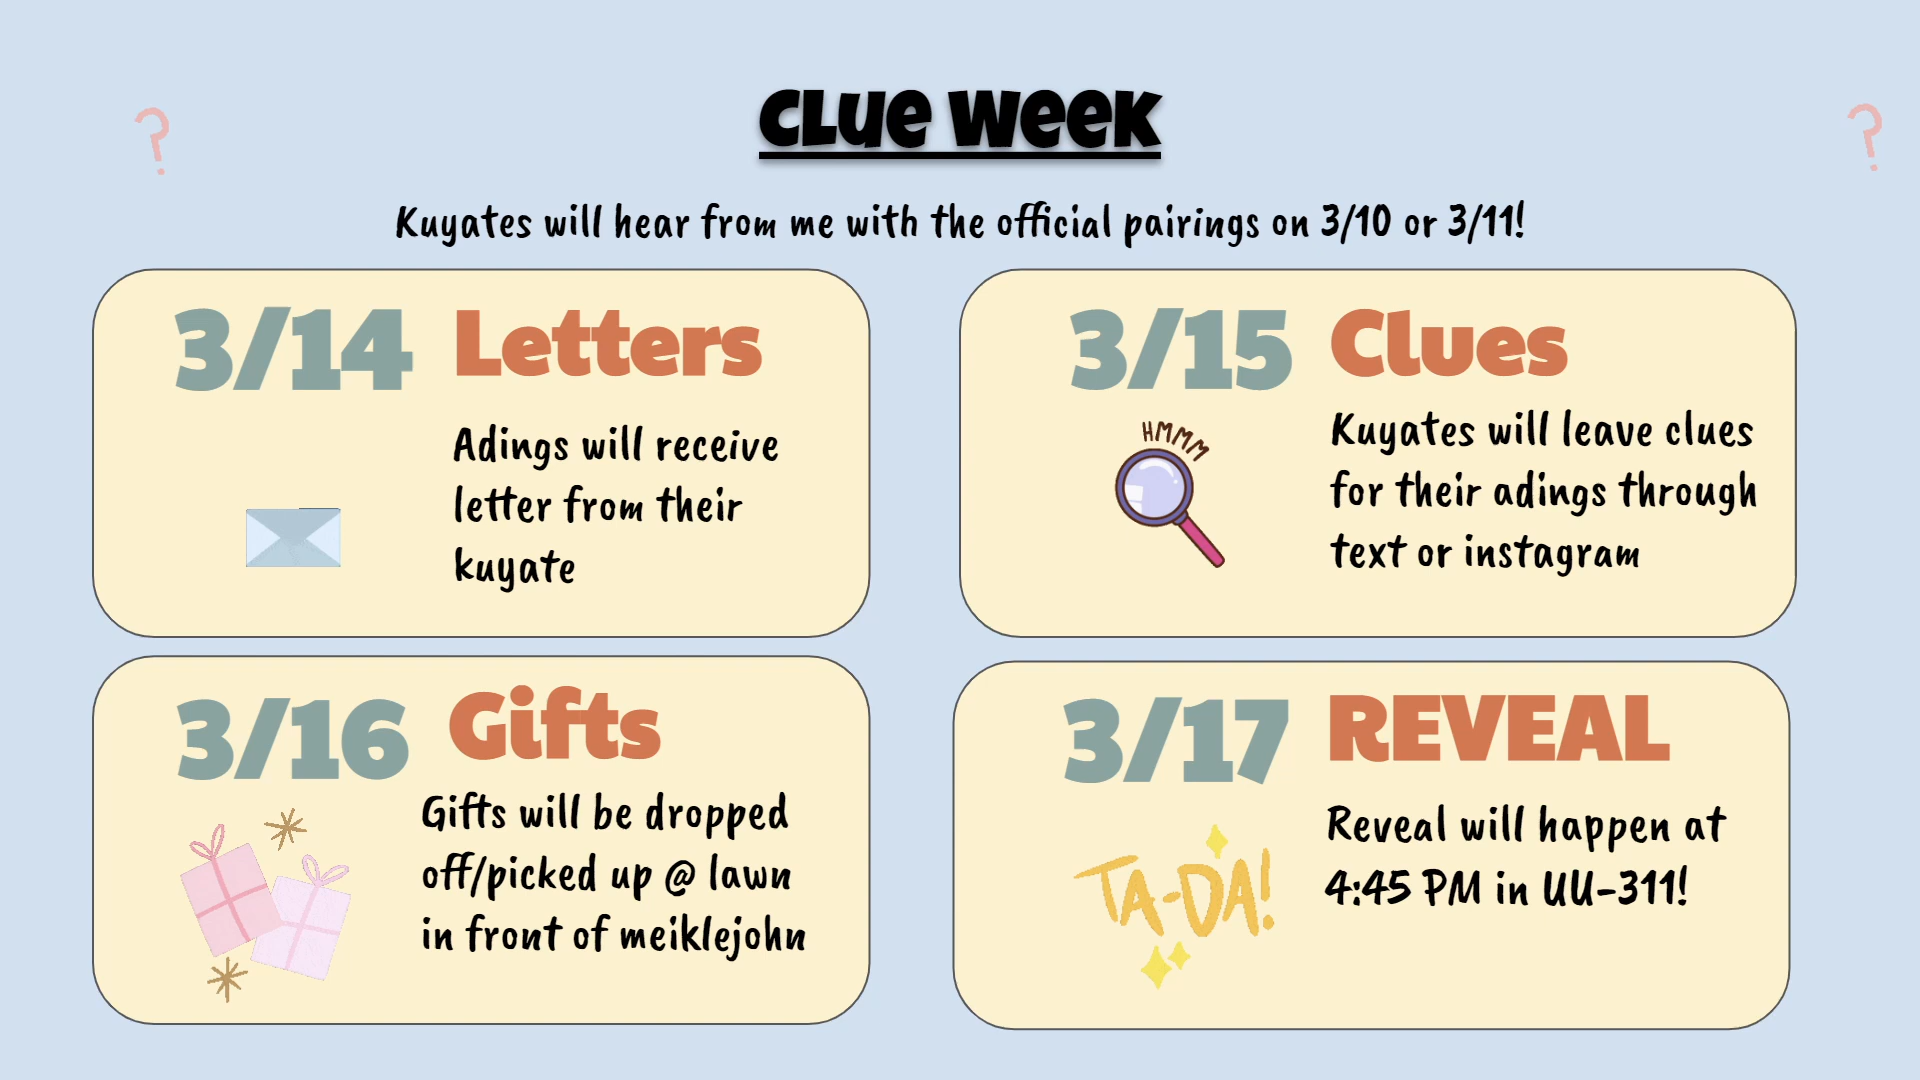 ?
?
CLUE WEEK
Kuyates will hear from me with the official pairings on 3/10 or 3/11!
3/14 Letters
Adings will receive
letter from their
kuyate
3/15 Clues
HMMM
Kuyates will leave clues
for their adings through
text or instagram
3/16 Gifts
Gifts will be dropped
off/picked up @ lawn
in front of meiklejohn
3/17 REVEAL
TA-DA!
Reveal will happen at
4:45 PM in UU-311!